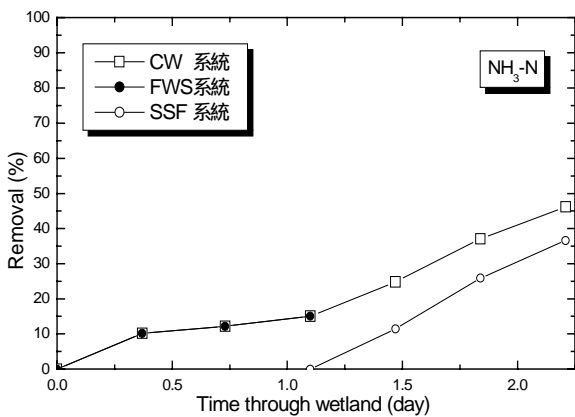 100
90
80
70
60
50
40
30
20
10
0
Removal (%)
CW 系統
FWS系統
SSF 系統
NH₃-N
0.0 0.5 1.0 1.5 2.0
Time through wetland (day)